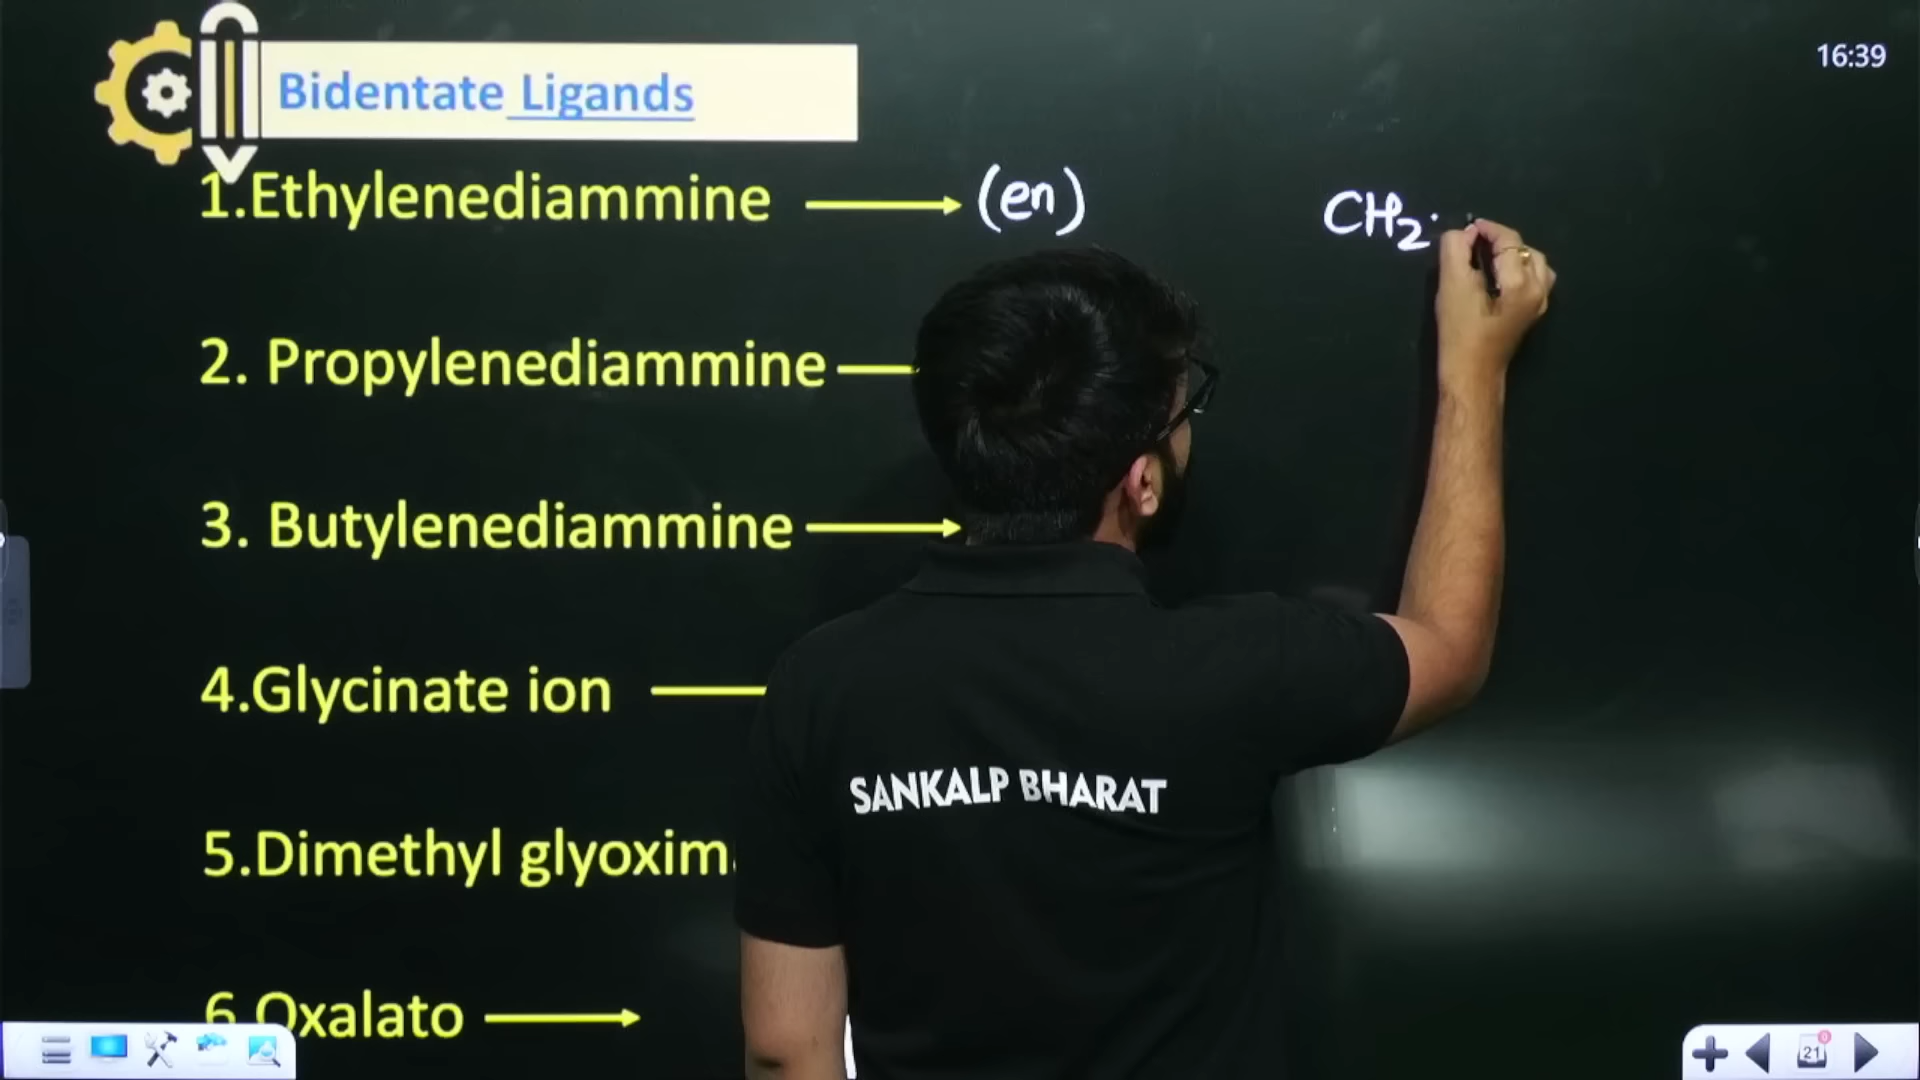 Bidentate Ligands
16:39
1.Ethylenediammine (en) CH2
2. Propylenediammine
3. Butylenediammine
4.Glycinate ion
SANKALP BHARAT
5.Dimethyl glyoxim
6.Oxalato
21
0